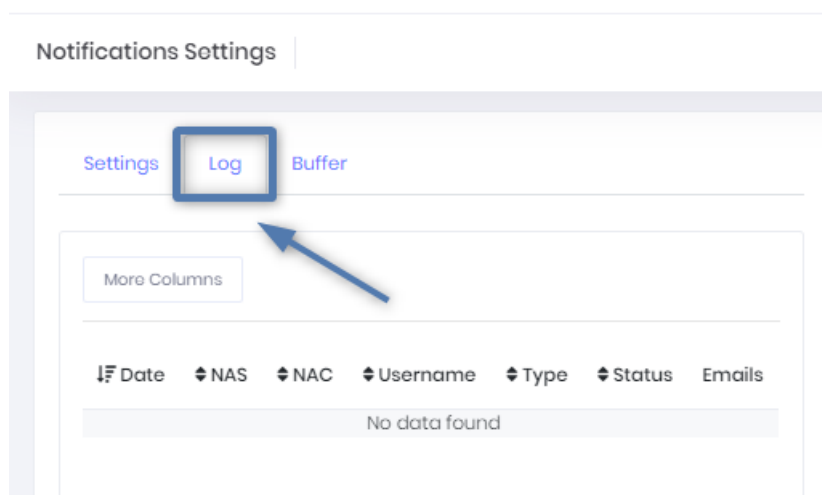 Notifications Settings
Settings Log Buffer
More Columns
Date NAS NAC Username Type Status Emails
No data found